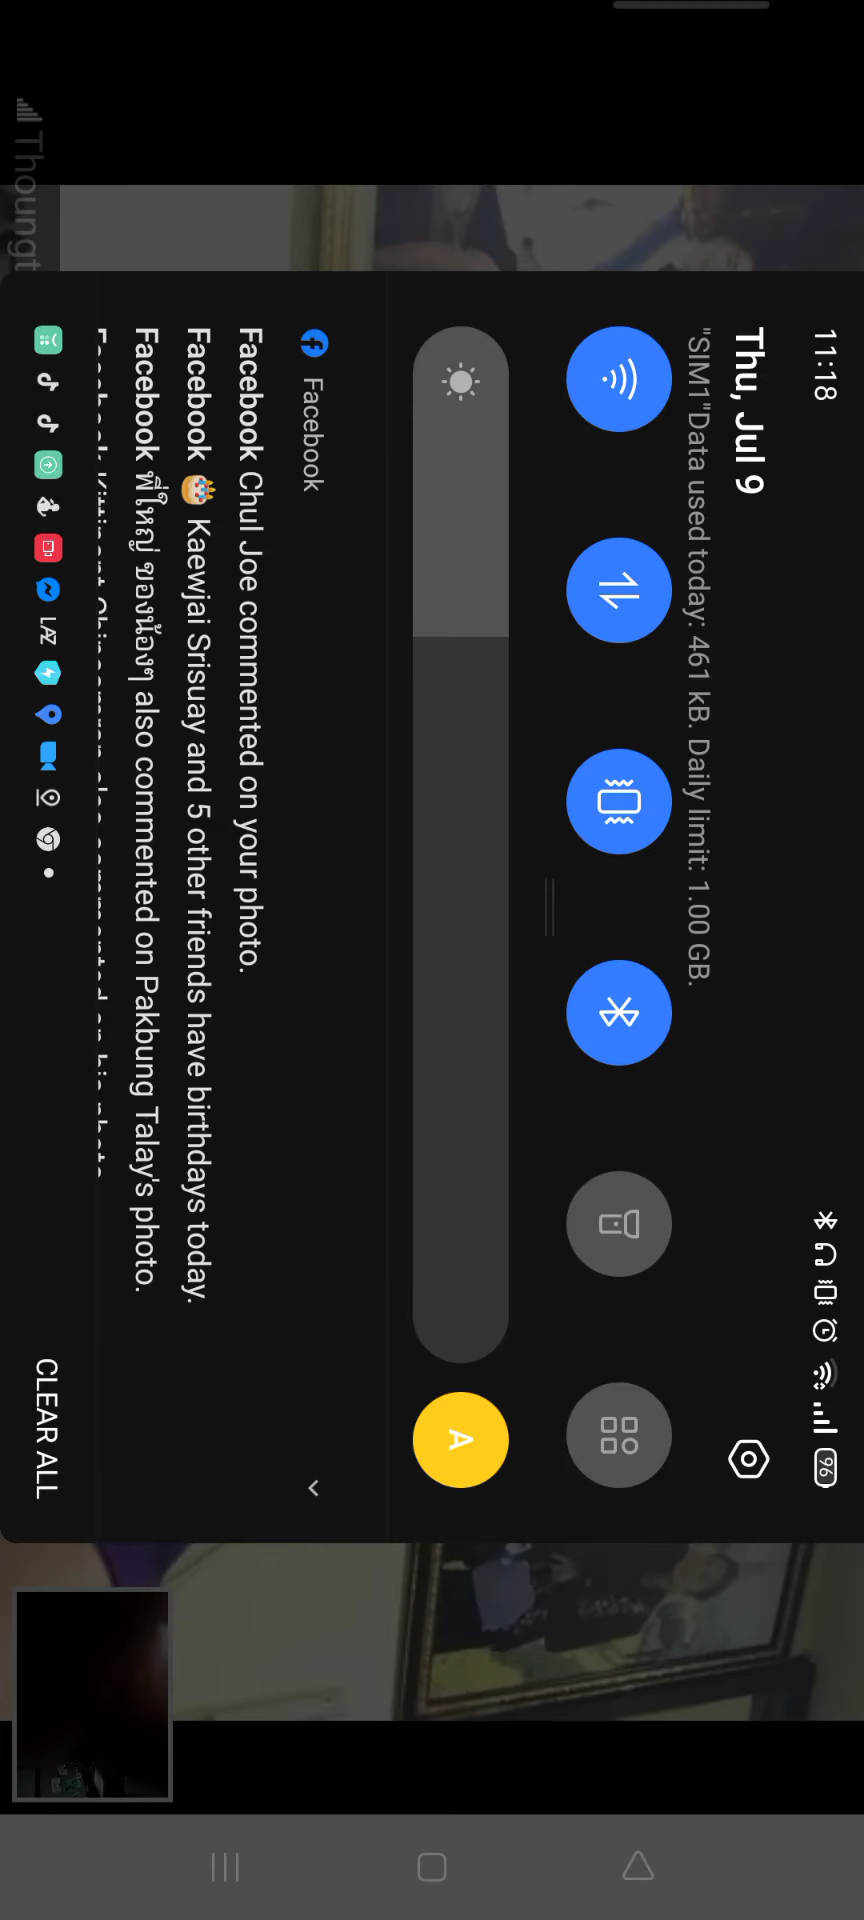 11:18
96
Thu, Jul 9
"SIM1"Data used today: 461 kB. Daily limit: 1.00 GB.
A
Facebook
Facebook Chul Joe commented on your photo.
Facebook 🎂 Kaewjai Srisuay and 5 other friends have birthdays today.
Facebook พี่ใหญ่ ของน้องๆ also commented on Pakbung Talay's photo.
LAZ
CLEAR ALL
Thoungt